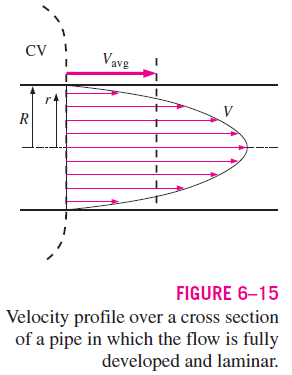 CV
Vavg
r
R
V
FIGURE 6–15
Velocity profile over a cross section
of a pipe in which the flow is fully
developed and laminar.